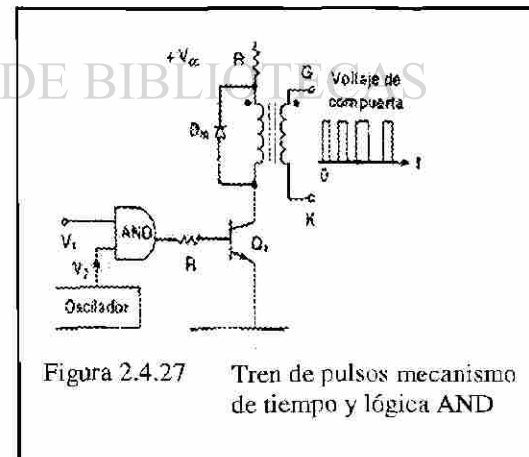 + Vcc
R
G
DE BIBLIOTECAS
Voltaje de
compuerta
Dm
0
t
K
V1
AND
R
Q1
V2
Oscilador
Figura 2.4.27 Tren de pulsos mecanismo
de tiempo y lógica AND